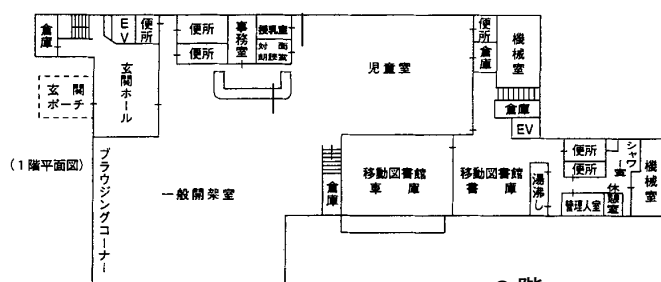 倉庫
EV
便所
便所
便所
事務室
授乳室
対面朗読室
便所
倉庫
機械室
玄関ホール
児童室
玄関ポーチ
倉庫
EV
(1階平面図)
ブラウジングコーナー
一般開架室
倉庫
移動図書館車庫
移動図書館書庫
湯沸し
便所
便所
シャワー室
管理人室
休憩室
機械室